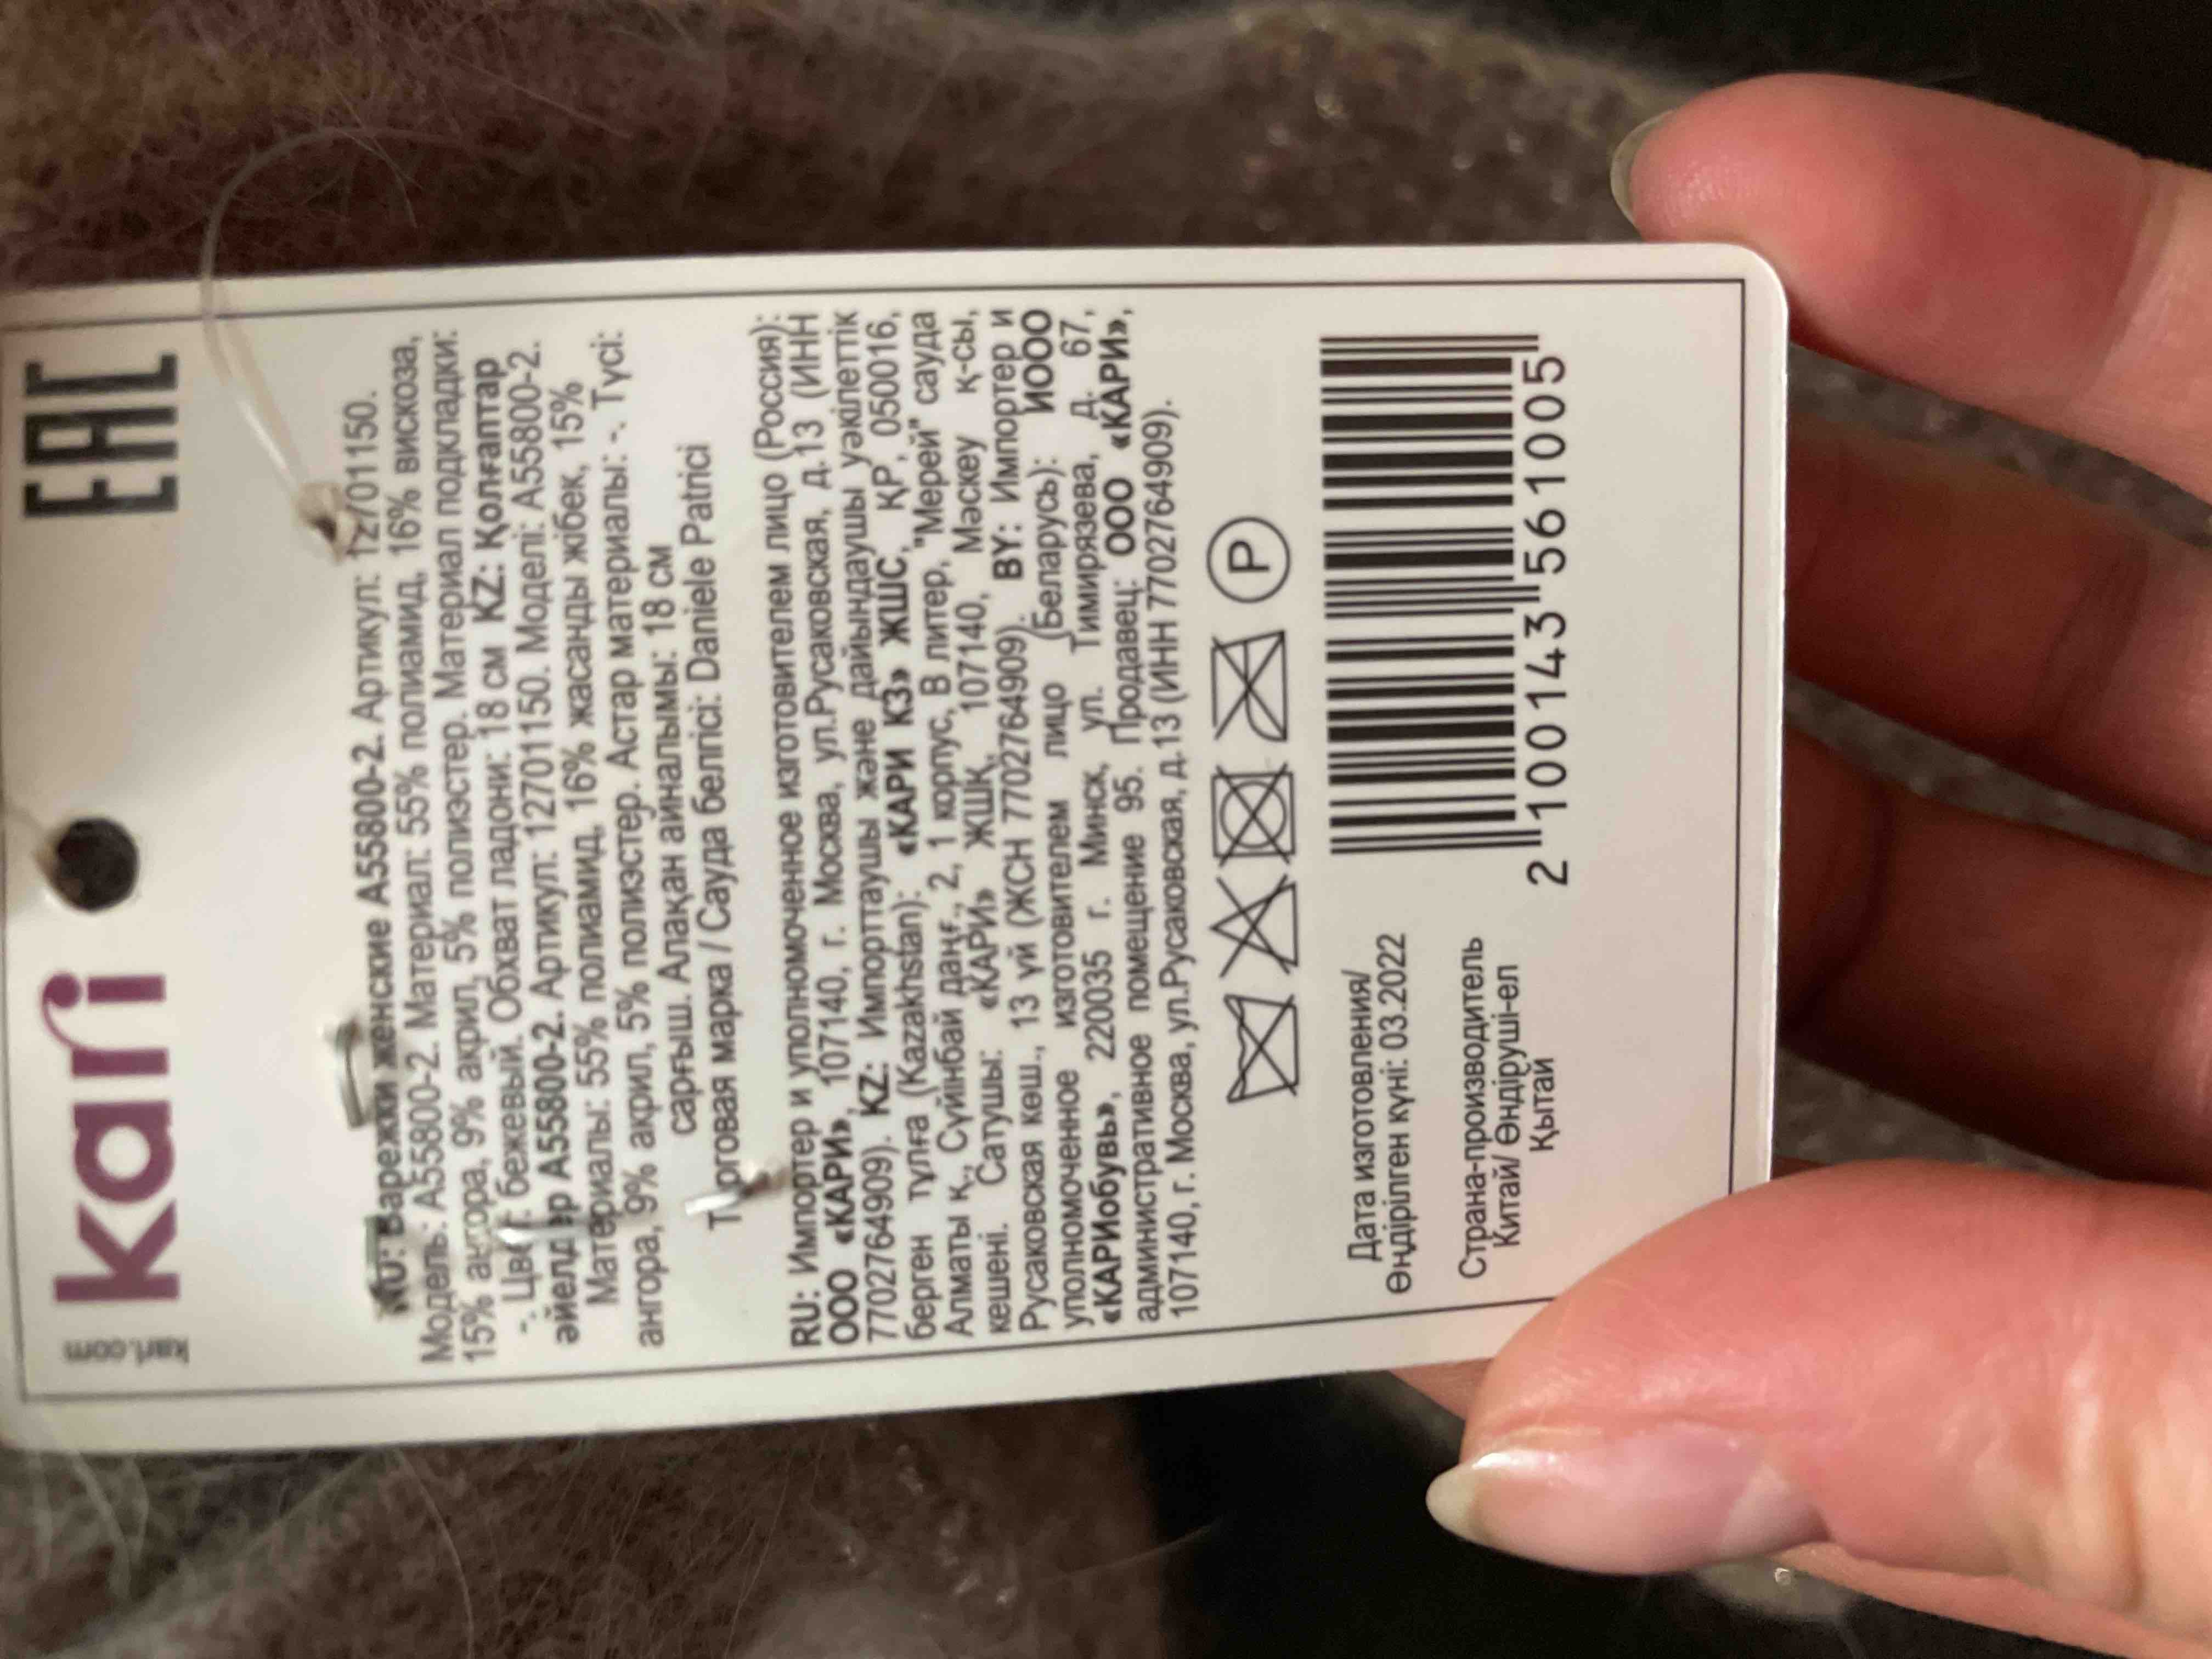 kari.com
kari
EAC
RU: Варежки женские A55800-2. Артикул: 12701150.
Модель: A55800-2. Материал: 55% полиамид, 16% вискоза,
15% ангора, 9% акрил, 5% полиэстер. Материал подкладки:
-. Цвет: бежевый. Обхват ладони: 18 см KZ: Қолғаптар
әйелдер A55800-2. Артикул: 12701150. Моделі: A55800-2.
Материалы: 55% полиамид, 16% жасанды жібек, 15%
ангора, 9% акрил, 5% полиэстер. Астар материалы: -. Түсі:
сарғыш. Алақан айналымы: 18 см
Торговая марка / Сауда белгісі: Daniele Patrici
RU: Импортер и уполномоченное изготовителем лицо (Россия):
ООО «КАРИ», 107140, г. Москва, ул.Русаковская, д.13 (ИНН
7702764909). KZ: Импорттаушы және дайындаушы уәкілеттік
берген тұлға (Kazakhstan): «КАРИ КЗ» ЖШС, ҚР, 050016,
Алматы қ., Сүйінбай даңғ., 2, 1 корпус, В литер, "Мерей" сауда
кешені. Сатушы: «КАРИ» ЖШҚ, 107140, Мәскеу қ-сы,
Русаковская көш., 13 үй (ЖСН 7702764909). BY: Импортер и
уполномоченное изготовителем лицо (Беларусь): ИООО
«КАРИобувь», 220035 г. Минск, ул. Тимирязева, д. 67,
административное помещение 95. Продавец: ООО «КАРИ»,
107140, г. Москва, ул.Русаковская, д.13 (ИНН 7702764909).
P
Дата изготовления/
Өндірілген күні: 03.2022
Страна-производитель
Китай/ Өндіруші-ел
Қытай
2 100143 561005